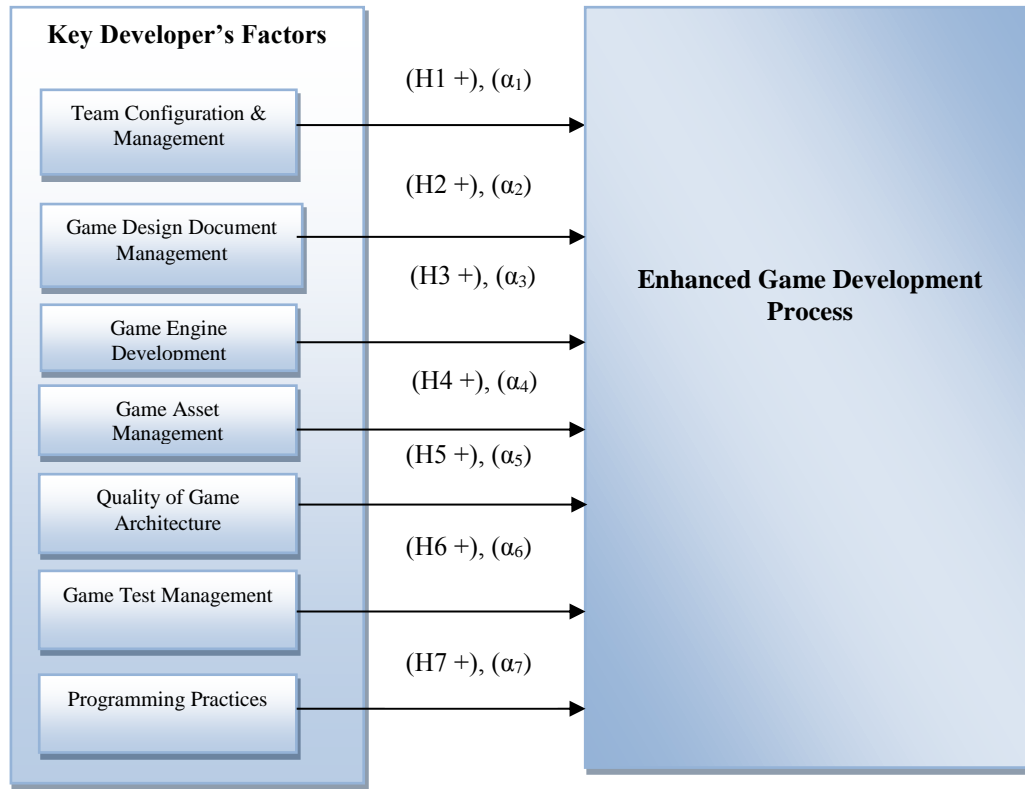 Key Developer's Factors
Team Configuration &
Management
(H1 +), (α₁)
Game Design Document
Management
(H2 +), (α₂)
Game Engine
Development
(H3 +), (α₃)
Game Asset
Management
(H4 +), (α₄)
Quality of Game
Architecture
(H5 +), (α₅)
Game Test Management
(H6 +), (α₆)
Programming Practices
(H7 +), (α₇)
Enhanced Game Development
Process